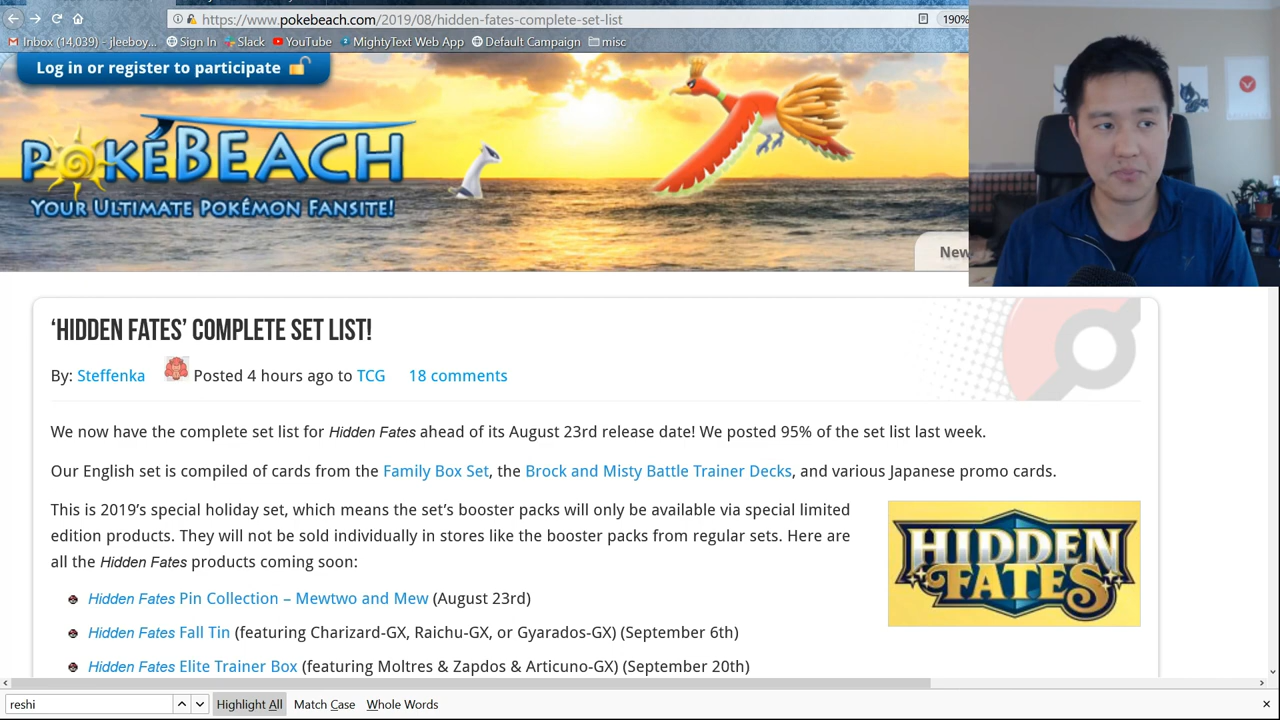 https://www.pokebeach.com/2019/08/hidden-fates-complete-set-list
190%
Inbox (14,039) - jleeboy...
Sign In
Slack
YouTube
MightyText Web App
Default Campaign
misc
Log in or register to participate
POKÉBEACH
YOUR ULTIMATE POKÉMON FANSITE!
New
‘HIDDEN FATES’ COMPLETE SET LIST!
By: Steffenka Posted 4 hours ago to TCG 18 comments
We now have the complete set list for Hidden Fates ahead of its August 23rd release date! We posted 95% of the set list last week.
Our English set is compiled of cards from the Family Box Set, the Brock and Misty Battle Trainer Decks, and various Japanese promo cards.
This is 2019’s special holiday set, which means the set’s booster packs will only be available via special limited
edition products. They will not be sold individually in stores like the booster packs from regular sets. Here are
all the Hidden Fates products coming soon:
HIDDEN
FATES
Hidden Fates Pin Collection – Mewtwo and Mew (August 23rd)
Hidden Fates Fall Tin (featuring Charizard-GX, Raichu-GX, or Gyarados-GX) (September 6th)
Hidden Fates Elite Trainer Box (featuring Moltres & Zapdos & Articuno-GX) (September 20th)
reshi
Highlight All
Match Case
Whole Words